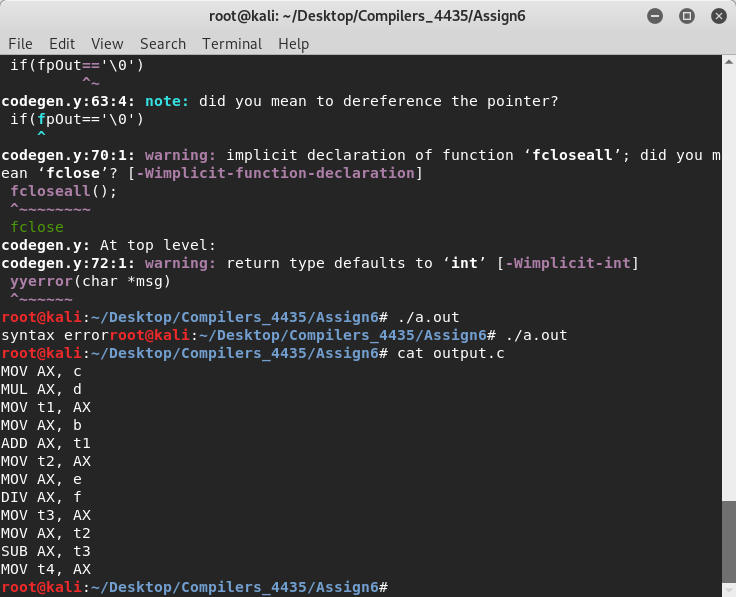 root@kali: ~/Desktop/Compilers_4435/Assign6
File Edit View Search Terminal Help
if(fpOut=='\0')
^~
codegen.y:63:4: note: did you mean to dereference the pointer?
if(fpOut=='\0')
^
codegen.y:70:1: warning: implicit declaration of function ‘fcloseall’; did you m
ean ‘fclose’? [-Wimplicit-function-declaration]
fcloseall();
^~~~~~~~~
fclose
codegen.y: At top level:
codegen.y:72:1: warning: return type defaults to ‘int’ [-Wimplicit-int]
yyerror(char *msg)
^~~~~~~
root@kali:~/Desktop/Compilers_4435/Assign6# ./a.out
syntax errorroot@kali:~/Desktop/Compilers_4435/Assign6# ./a.out
root@kali:~/Desktop/Compilers_4435/Assign6# cat output.c
MOV AX, c
MUL AX, d
MOV t1, AX
MOV AX, b
ADD AX, t1
MOV t2, AX
MOV AX, e
DIV AX, f
MOV t3, AX
MOV AX, t2
SUB AX, t3
MOV t4, AX
root@kali:~/Desktop/Compilers_4435/Assign6#